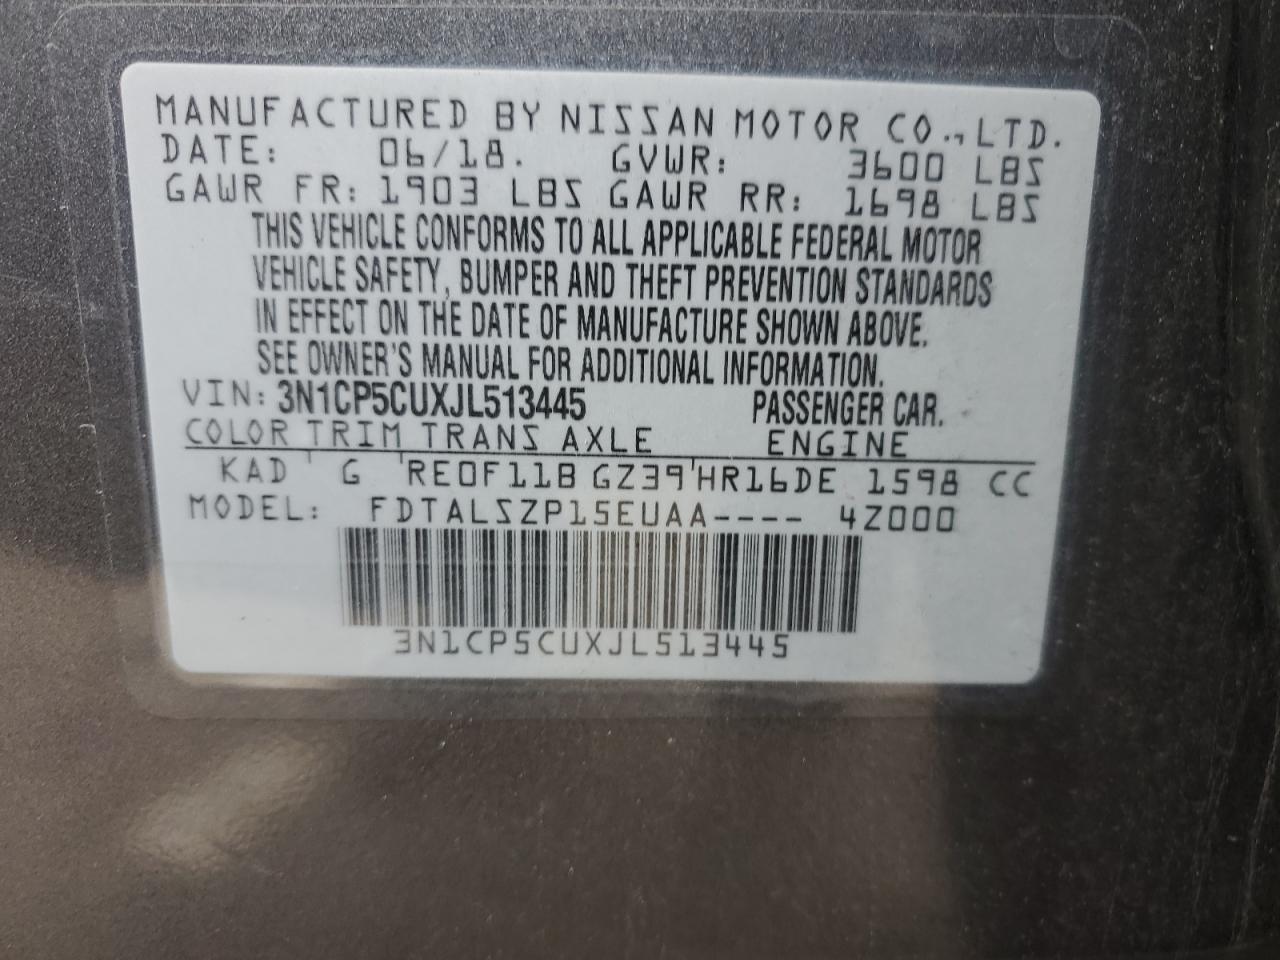 MANUFACTURED BY NISSAN MOTOR CO., LTD.
DATE: 06/18. GVWR: 3600 LBS
GAWR FR: 1903 LBS GAWR RR: 1698 LBS
THIS VEHICLE CONFORMS TO ALL APPLICABLE FEDERAL MOTOR
VEHICLE SAFETY, BUMPER AND THEFT PREVENTION STANDARDS
IN EFFECT ON THE DATE OF MANUFACTURE SHOWN ABOVE.
SEE OWNER'S MANUAL FOR ADDITIONAL INFORMATION.
VIN: 3N1CP5CUXJL513445 PASSENGER CAR.
COLOR TRIM TRANS AXLE ENGINE
KAD G RE0F11B GZ39 HR16DE 1598 CC
MODEL: FDTALSZP15EUAA---- 4Z000
3N1CP5CUXJL513445